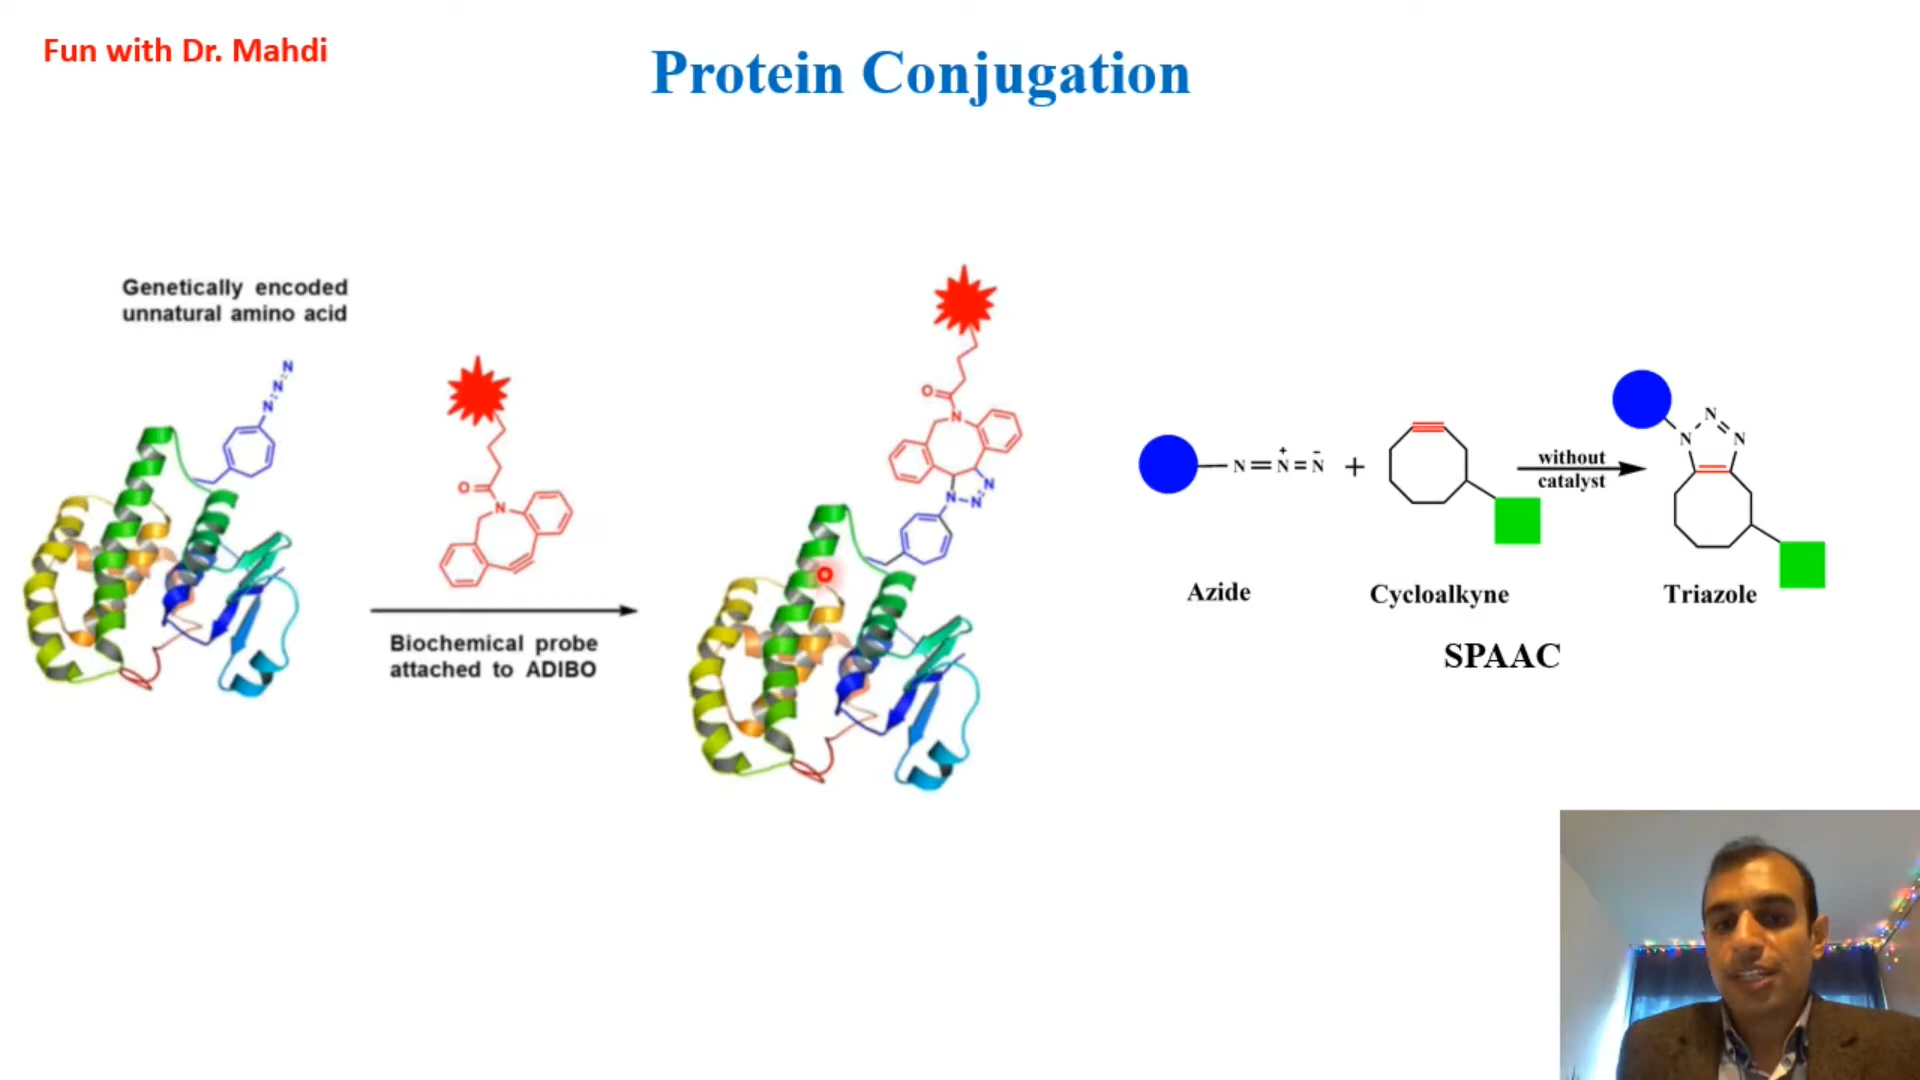 Fun with Dr. Mahdi
Protein Conjugation
Genetically encoded
unnatural amino acid
N
N
N
O
N
Biochemical probe
attached to ADIBO
O
N
N
N
N
N=N⁺=N⁻
+
without
catalyst
N
N
N
Azide
Cycloalkyne
Triazole
SPAAC